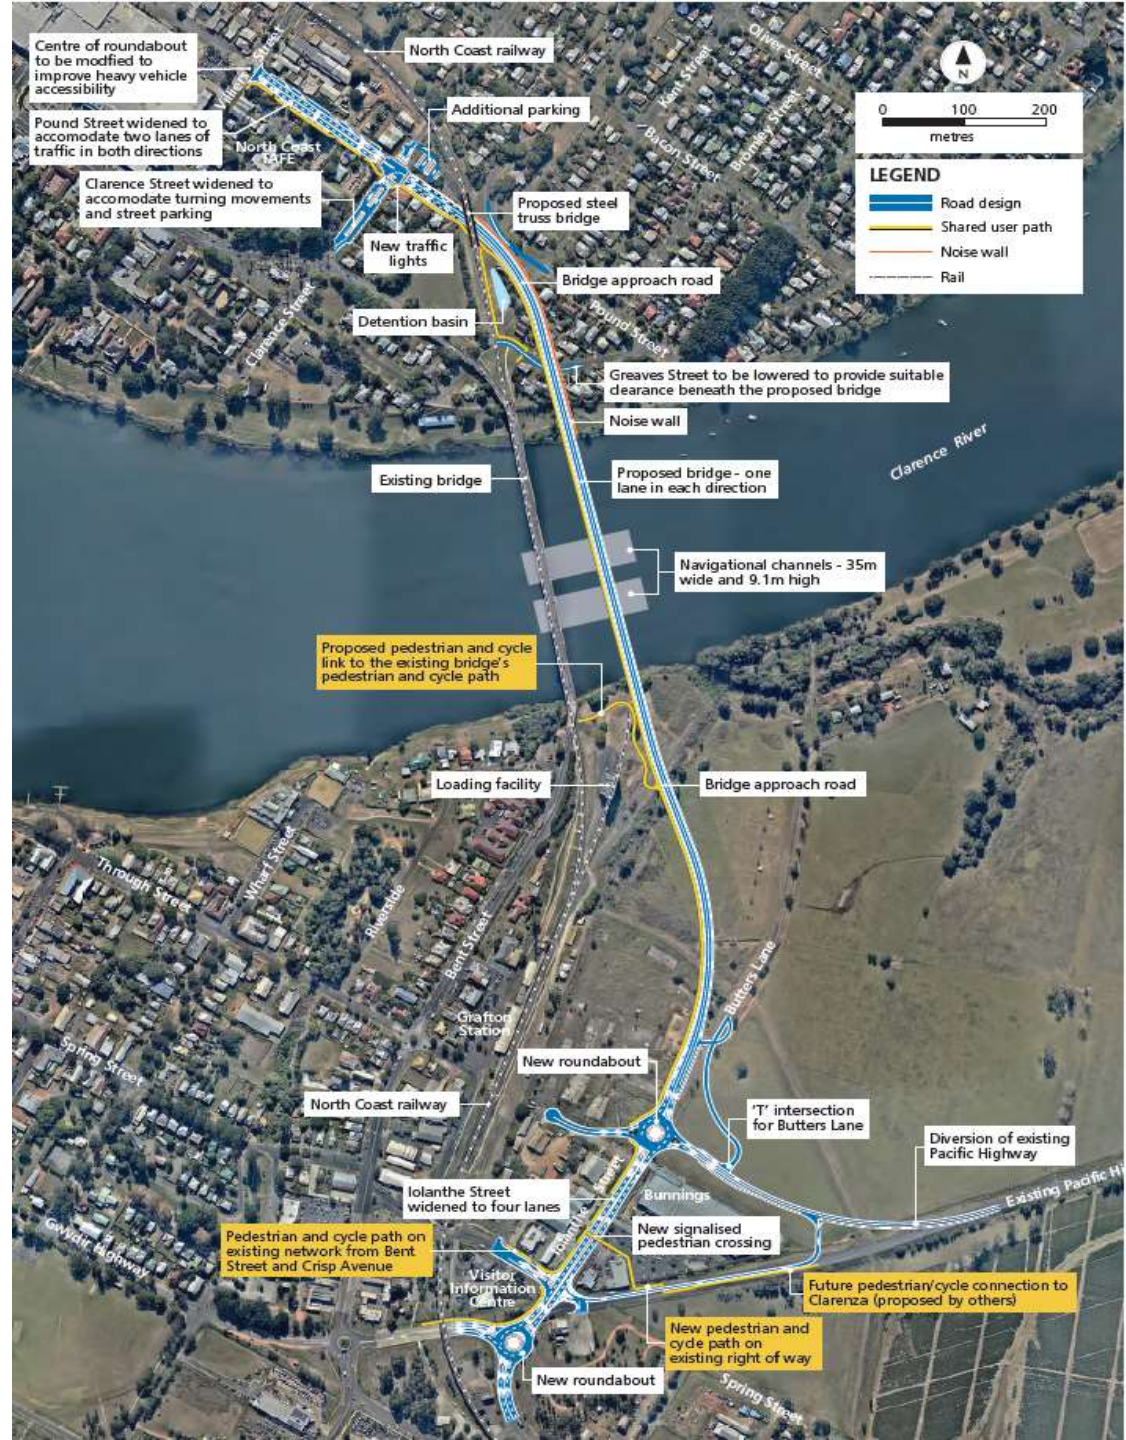 Centre of roundabout
to be modfied to
improve heavy vehicle
accessibility
Pound Street widened to
accomodate two lanes of
traffic in both directions
Clarence Street widened to
accomodate turning movements
and street parking
North Coast railway
Additional parking
North Coast
TAFE
New traffic
lights
Proposed steel
truss bridge
Bridge approach road
Detention basin
Kent Street
Oliver Street
Bacon Street
Bromley Street
Pound Street
Clarence Street
N
0 100 200
metres
LEGEND
Road design
Shared user path
Noise wall
Rail
Greaves Street to be lowered to provide suitable
clearance beneath the proposed bridge
Noise wall
Clarence River
Existing bridge
Proposed bridge - one
lane in each direction
Navigational channels - 35m
wide and 9.1m high
Proposed pedestrian and cycle
link to the existing bridge's
pedestrian and cycle path
Loading facility
Bridge approach road
Through Street
Wharf Street
Riverside
Bent Street
Butters Lane
Grafton
Station
Spring Street
New roundabout
North Coast railway
'T' intersection
for Butters Lane
Diversion of existing
Pacific Highway
Existing Pacific Hi
Iolanthe Street
widened to four lanes
Street
Bunnings
Gwydir Highway
Pedestrian and cycle path on
existing network from Bent
Street and Crisp Avenue
New signalised
pedestrian crossing
Visitor
Information
Centre
Future pedestrian/cycle connection to
Clarenza (proposed by others)
New pedestrian and
cycle path on
existing right of way
New roundabout
Spring Street